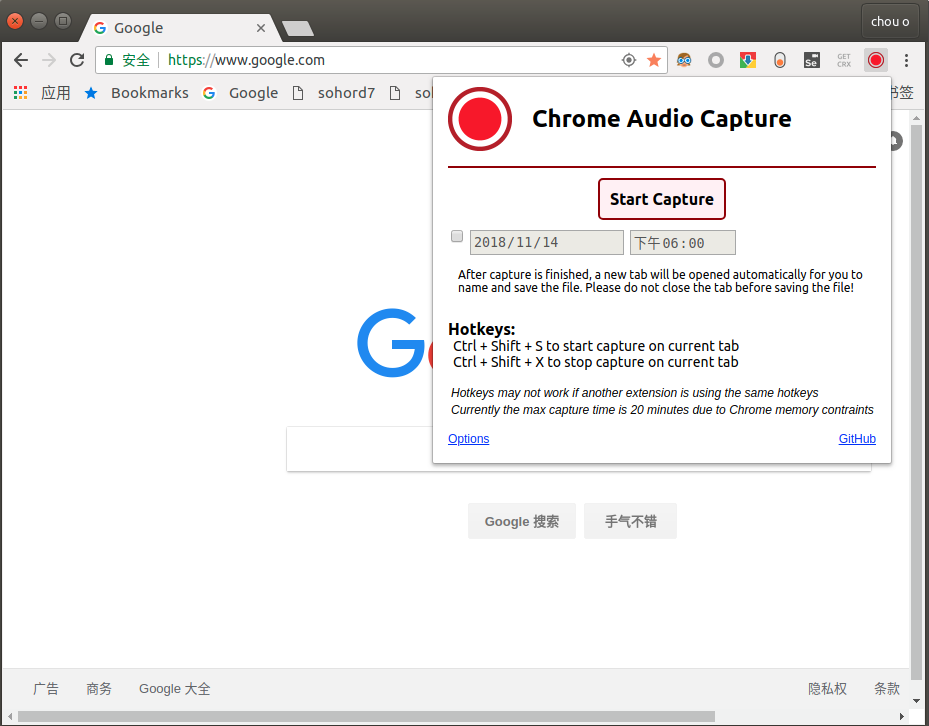 Google
chou o
安全
https://www.google.com
Se
GET
CRX
应用
Bookmarks
Google
sohord7
书签
Chrome Audio Capture
Start Capture
2018/11/14
下午06:00
After capture is finished, a new tab will be opened automatically for you to
name and save the file. Please do not close the tab before saving the file!
Hotkeys:
Ctrl + Shift + S to start capture on current tab
Ctrl + Shift + X to stop capture on current tab
Hotkeys may not work if another extension is using the same hotkeys
Currently the max capture time is 20 minutes due to Chrome memory contraints
Options
GitHub
Google 搜索
手气不错
广告
商务
Google 大全
隐私权
条款